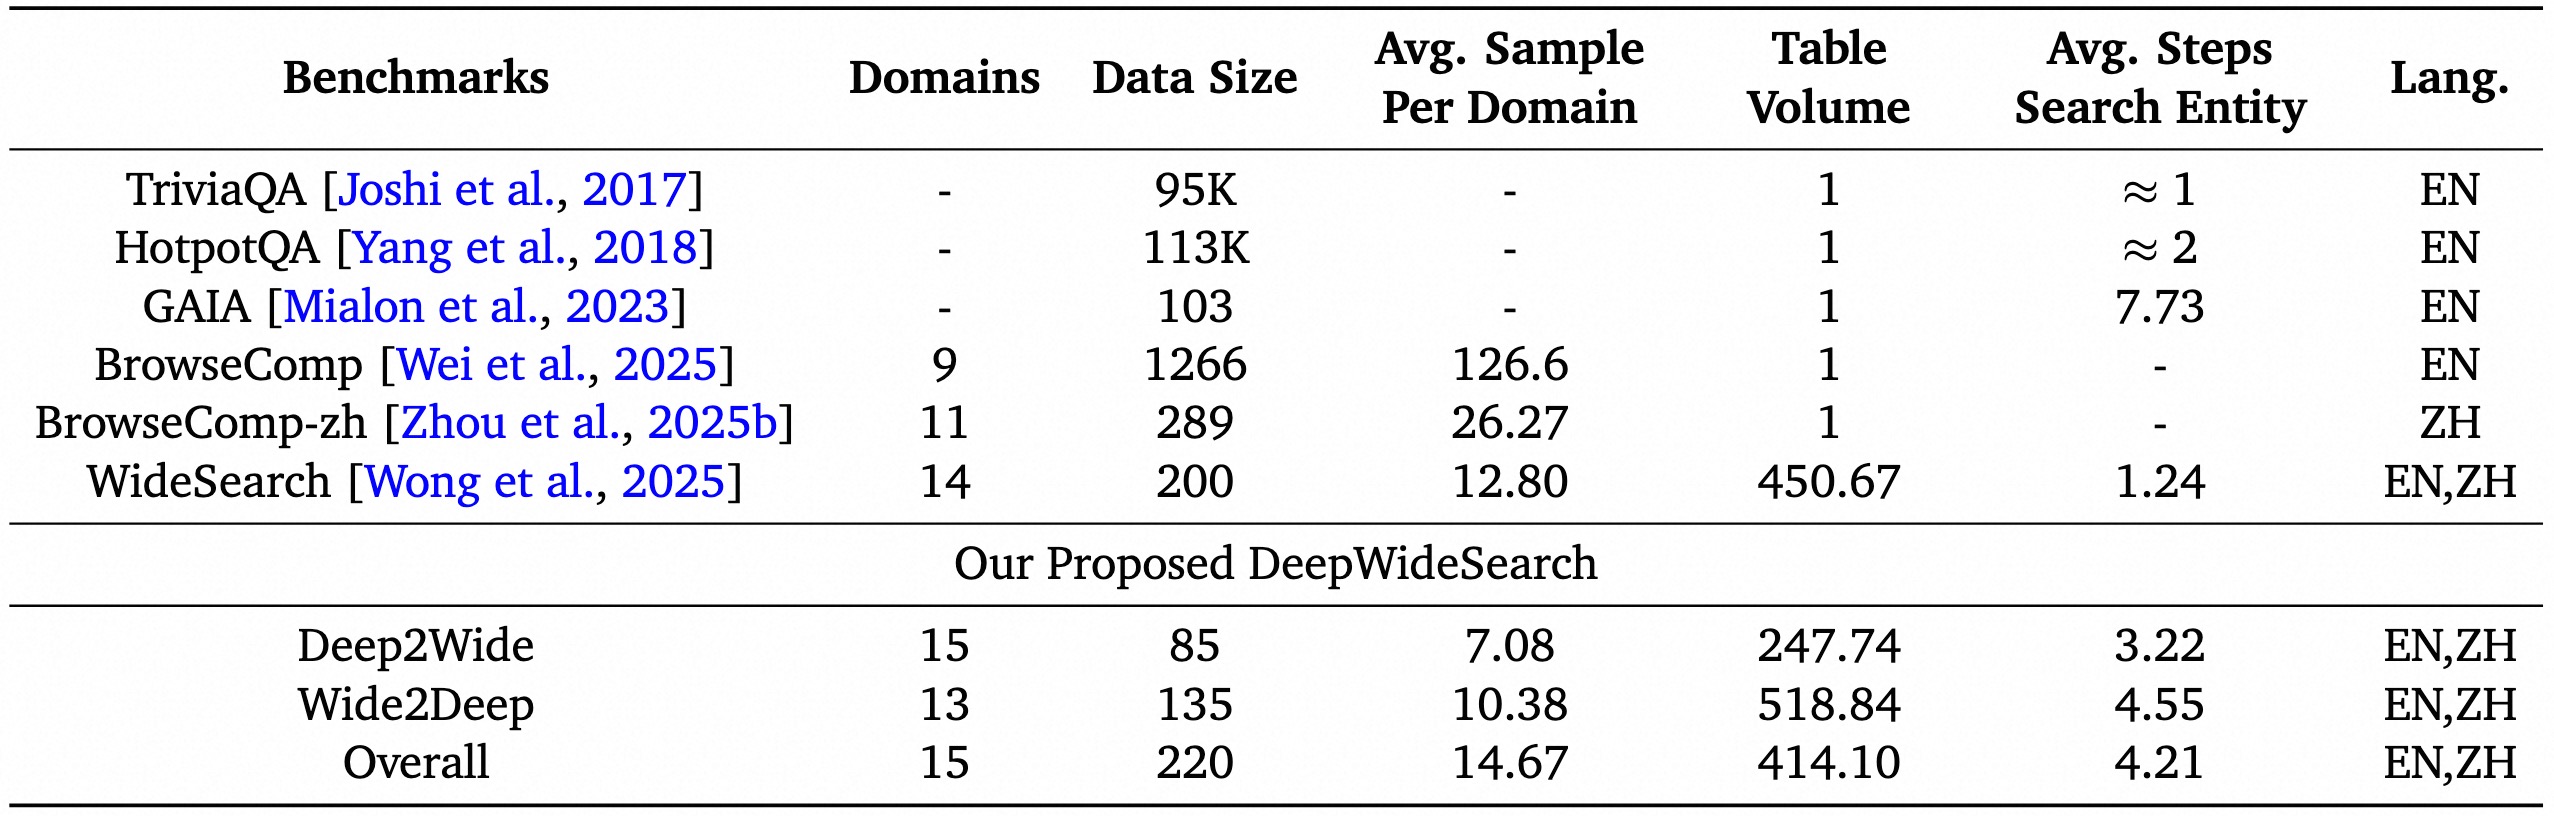 Benchmarks Domains Data Size Avg. Sample Per Domain Table Volume Avg. Steps Search Entity Lang.
TriviaQA [Joshi et al., 2017] - 95K - 1 ≈ 1 EN
HotpotQA [Yang et al., 2018] - 113K - 1 ≈ 2 EN
GAIA [Mialon et al., 2023] - 103 - 1 7.73 EN
BrowseComp [Wei et al., 2025] 9 1266 126.6 1 - EN
BrowseComp-zh [Zhou et al., 2025b] 11 289 26.27 1 - ZH
WideSearch [Wong et al., 2025] 14 200 12.80 450.67 1.24 EN,ZH
Our Proposed DeepWideSearch
Deep2Wide 15 85 7.08 247.74 3.22 EN,ZH
Wide2Deep 13 135 10.38 518.84 4.55 EN,ZH
Overall 15 220 14.67 414.10 4.21 EN,ZH